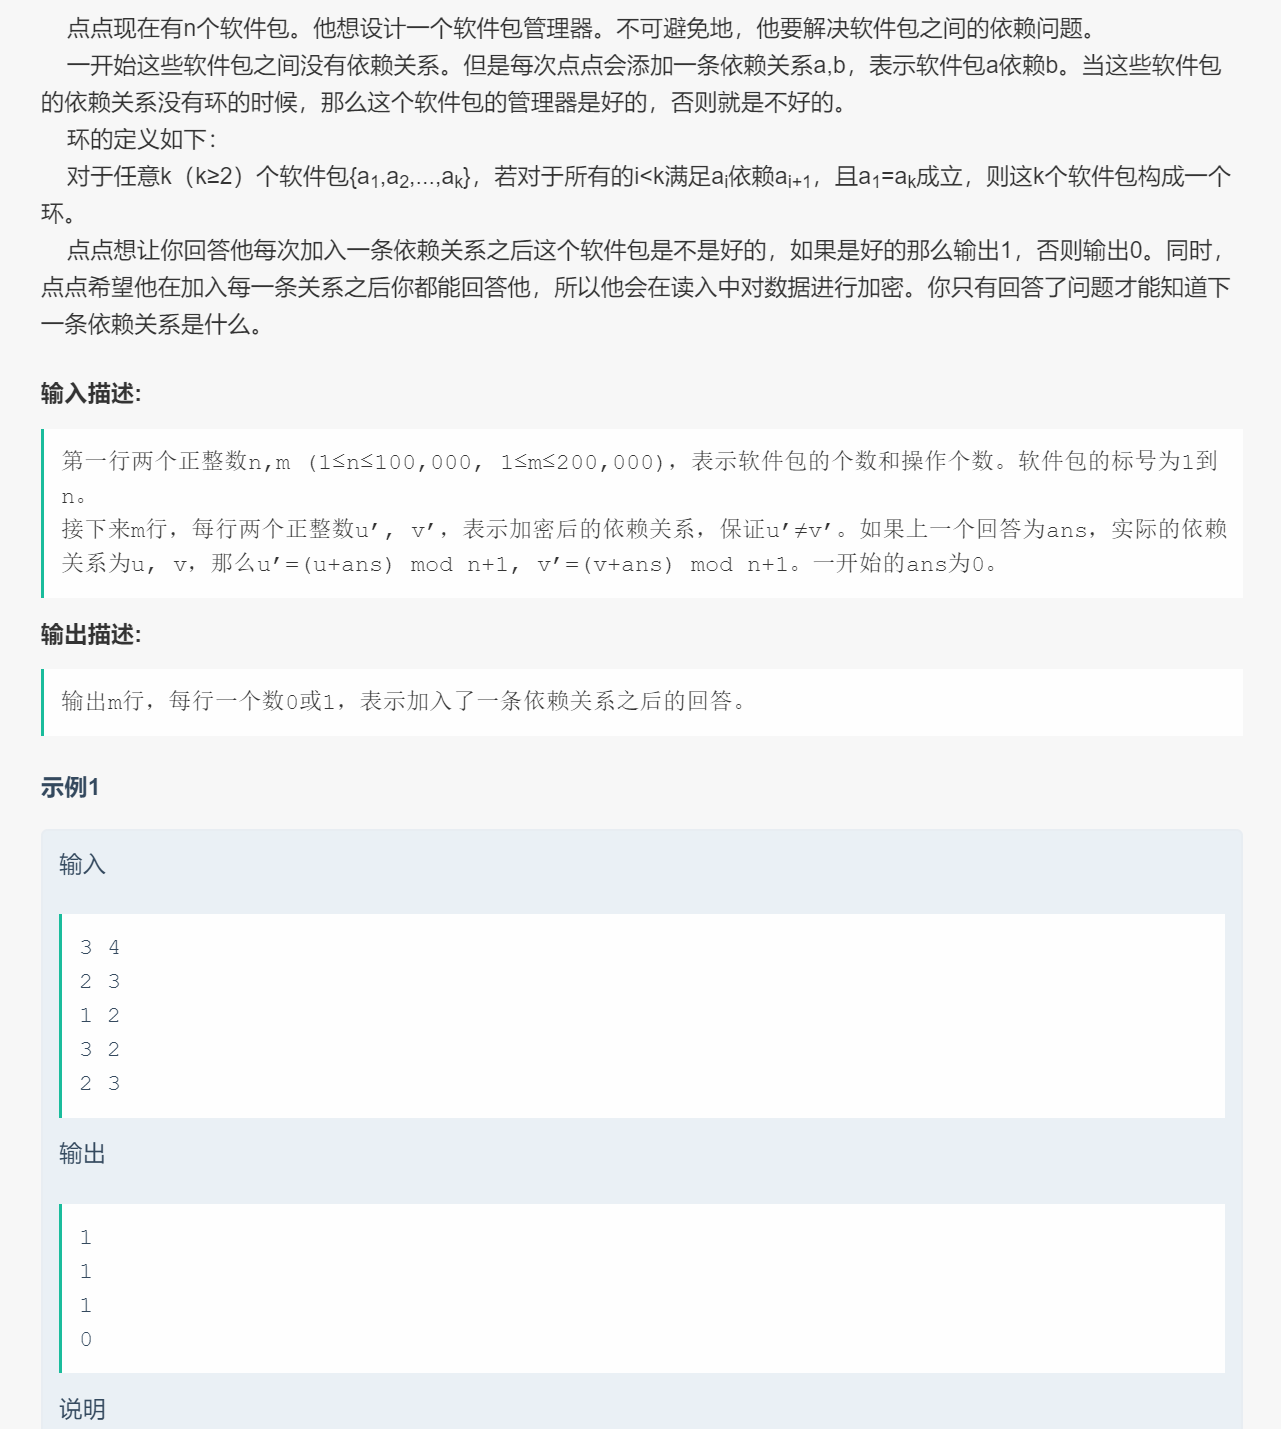 点点现在有n个软件包。他想设计一个软件包管理器。不可避免地，他要解决软件包之间的依赖问题。
一开始这些软件包之间没有依赖关系。但是每次点点会添加一条依赖关系a,b，表示软件包a依赖b。当这些软件包
的依赖关系没有环的时候，那么这个软件包的管理器是好的，否则就是不好的。
环的定义如下：
对于任意k（k≥2）个软件包{a1,a2,...,ak}，若对于所有的i<k满足ai依赖ai+1，且a1=ak成立，则这k个软件包构成一个
环。
点点想让你回答他每次加入一条依赖关系之后这个软件包是不是好的，如果是好的那么输出1，否则输出0。同时，
点点希望他在加入每一条关系之后你都能回答他，所以他会在读入中对数据进行加密。你只有回答了问题才能知道下
一条依赖关系是什么。
输入描述:
第一行两个正整数n,m (1≤n≤100,000, 1≤m≤200,000)，表示软件包的个数和操作个数。软件包的标号为1到
n。
接下来m行，每行两个正整数u′, v′，表示加密后的依赖关系，保证u′≠v′。如果上一个回答为ans，实际的依赖
关系为u, v，那么u′=(u+ans) mod n+1, v′=(v+ans) mod n+1。一开始的ans为0。
输出描述:
输出m行，每行一个数0或1，表示加入了一条依赖关系之后的回答。
示例1
输入
3 4
2 3
1 2
3 2
2 3
输出
1
1
1
0
说明